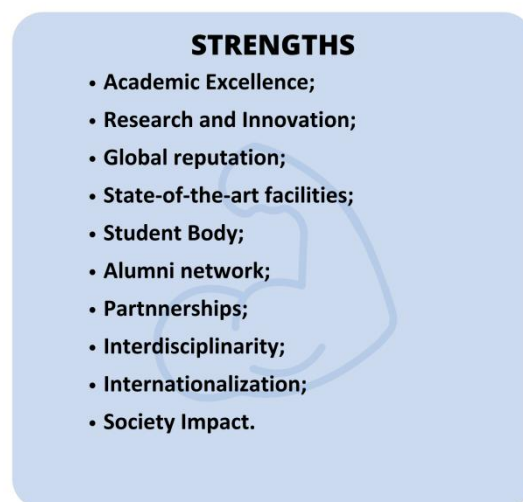 STRENGTHS
• Academic Excellence;
• Research and Innovation;
• Global reputation;
• State-of-the-art facilities;
• Student Body;
• Alumni network;
• Partnnerships;
• Interdisciplinarity;
• Internationalization;
• Society Impact.